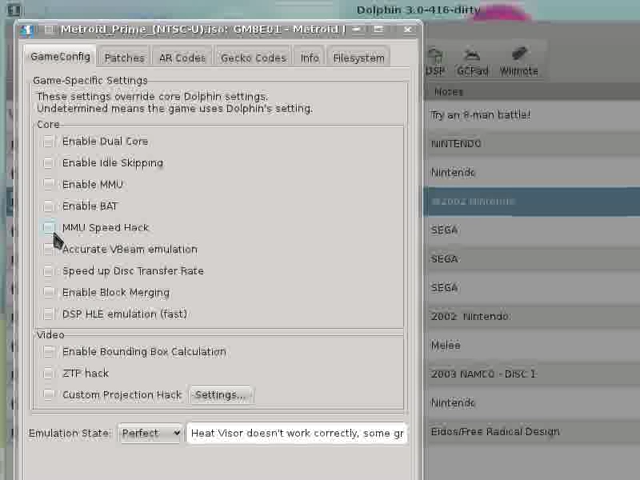 Dolphin 3.0-416-dirty
Metroid_Prime_(NTSC-U).iso: GM8E01 - Metroid
GameConfig Patches AR Codes Gecko Codes Info Filesystem
DSP GCPad Wiimote
Game-Specific Settings
These settings override core Dolphin settings.
Undetermined means the game uses Dolphin's setting.
Core
Enable Dual Core
Enable Idle Skipping
Enable MMU
Enable BAT
MMU Speed Hack
Accurate VBeam emulation
Speed up Disc Transfer Rate
Enable Block Merging
DSP HLE emulation (fast)
Video
Enable Bounding Box Calculation
ZTP hack
Custom Projection Hack Settings...
Emulation State: Perfect Heat Visor doesn't work correctly, some gr
Notes
Try an 8-man battle!
NINTENDO
Nintendo
©2002 Nintendo
SEGA
SEGA
SEGA
2002 Nintendo
Melee
2003 NAMCO - DISC 1
Nintendo
Eidos/Free Radical Design